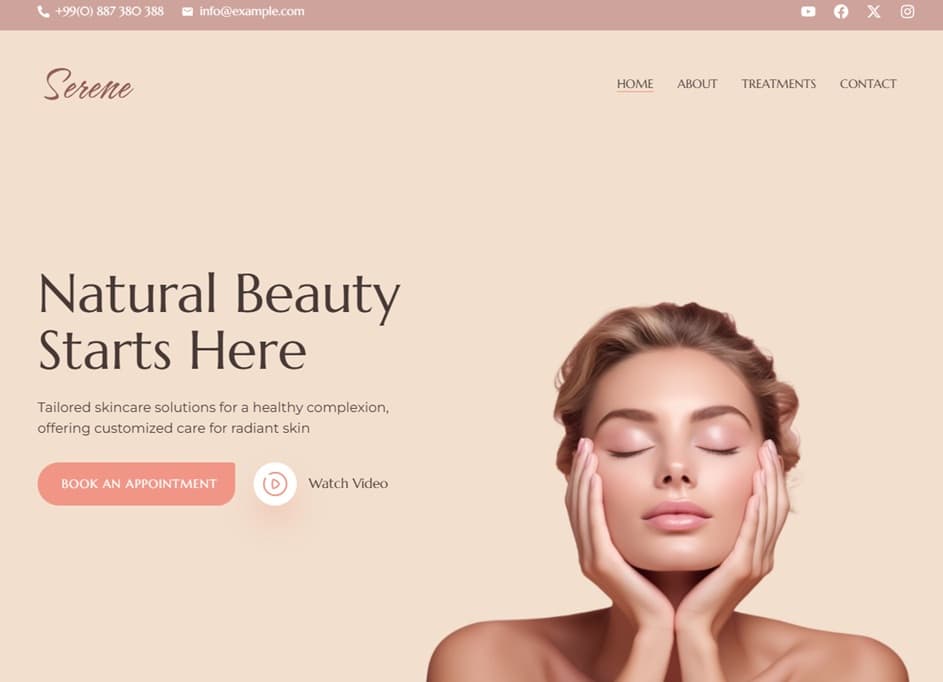 +99(0) 887 380 388 info@example.com
Serene
HOME ABOUT TREATMENTS CONTACT
Natural Beauty
Starts Here
Tailored skincare solutions for a healthy complexion,
offering customized care for radiant skin
BOOK AN APPOINTMENT Watch Video